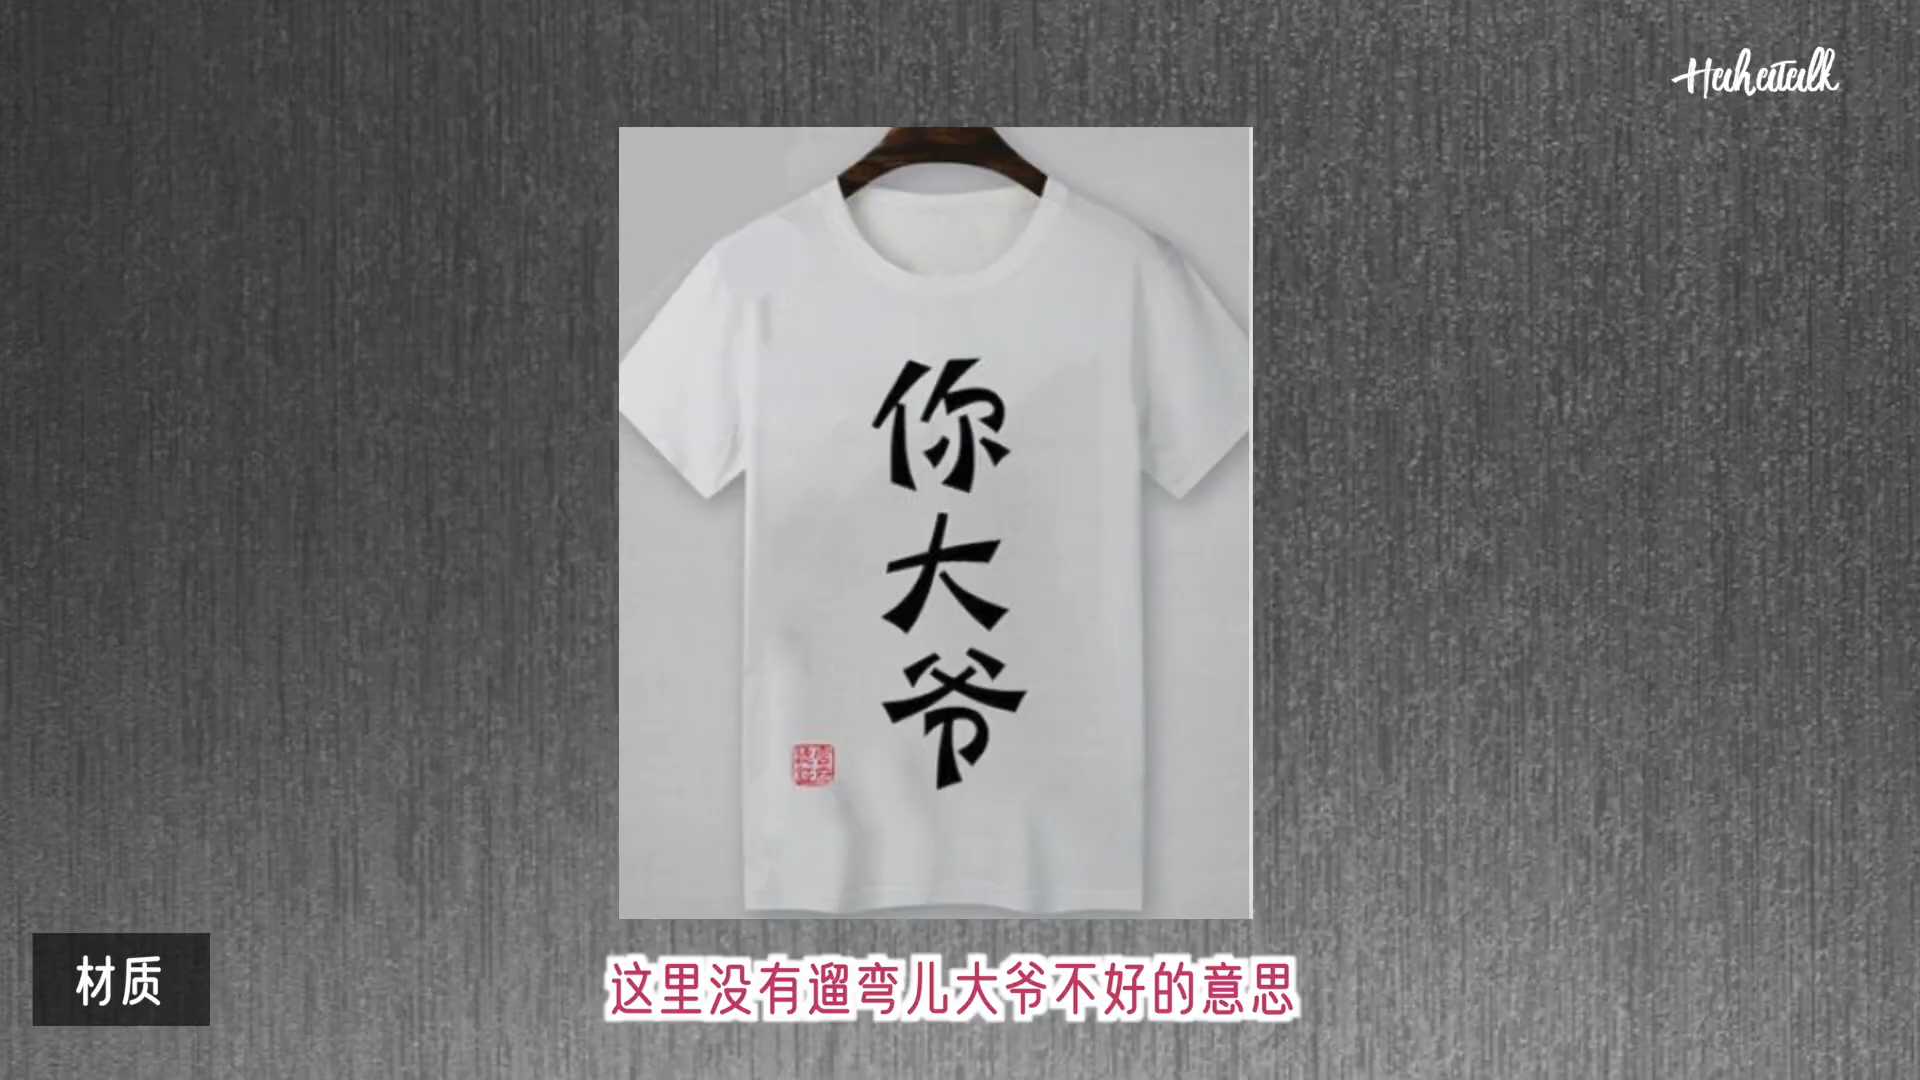 Heiheitalk
你
大
爷
材质
这里没有遛弯儿大爷不好的意思